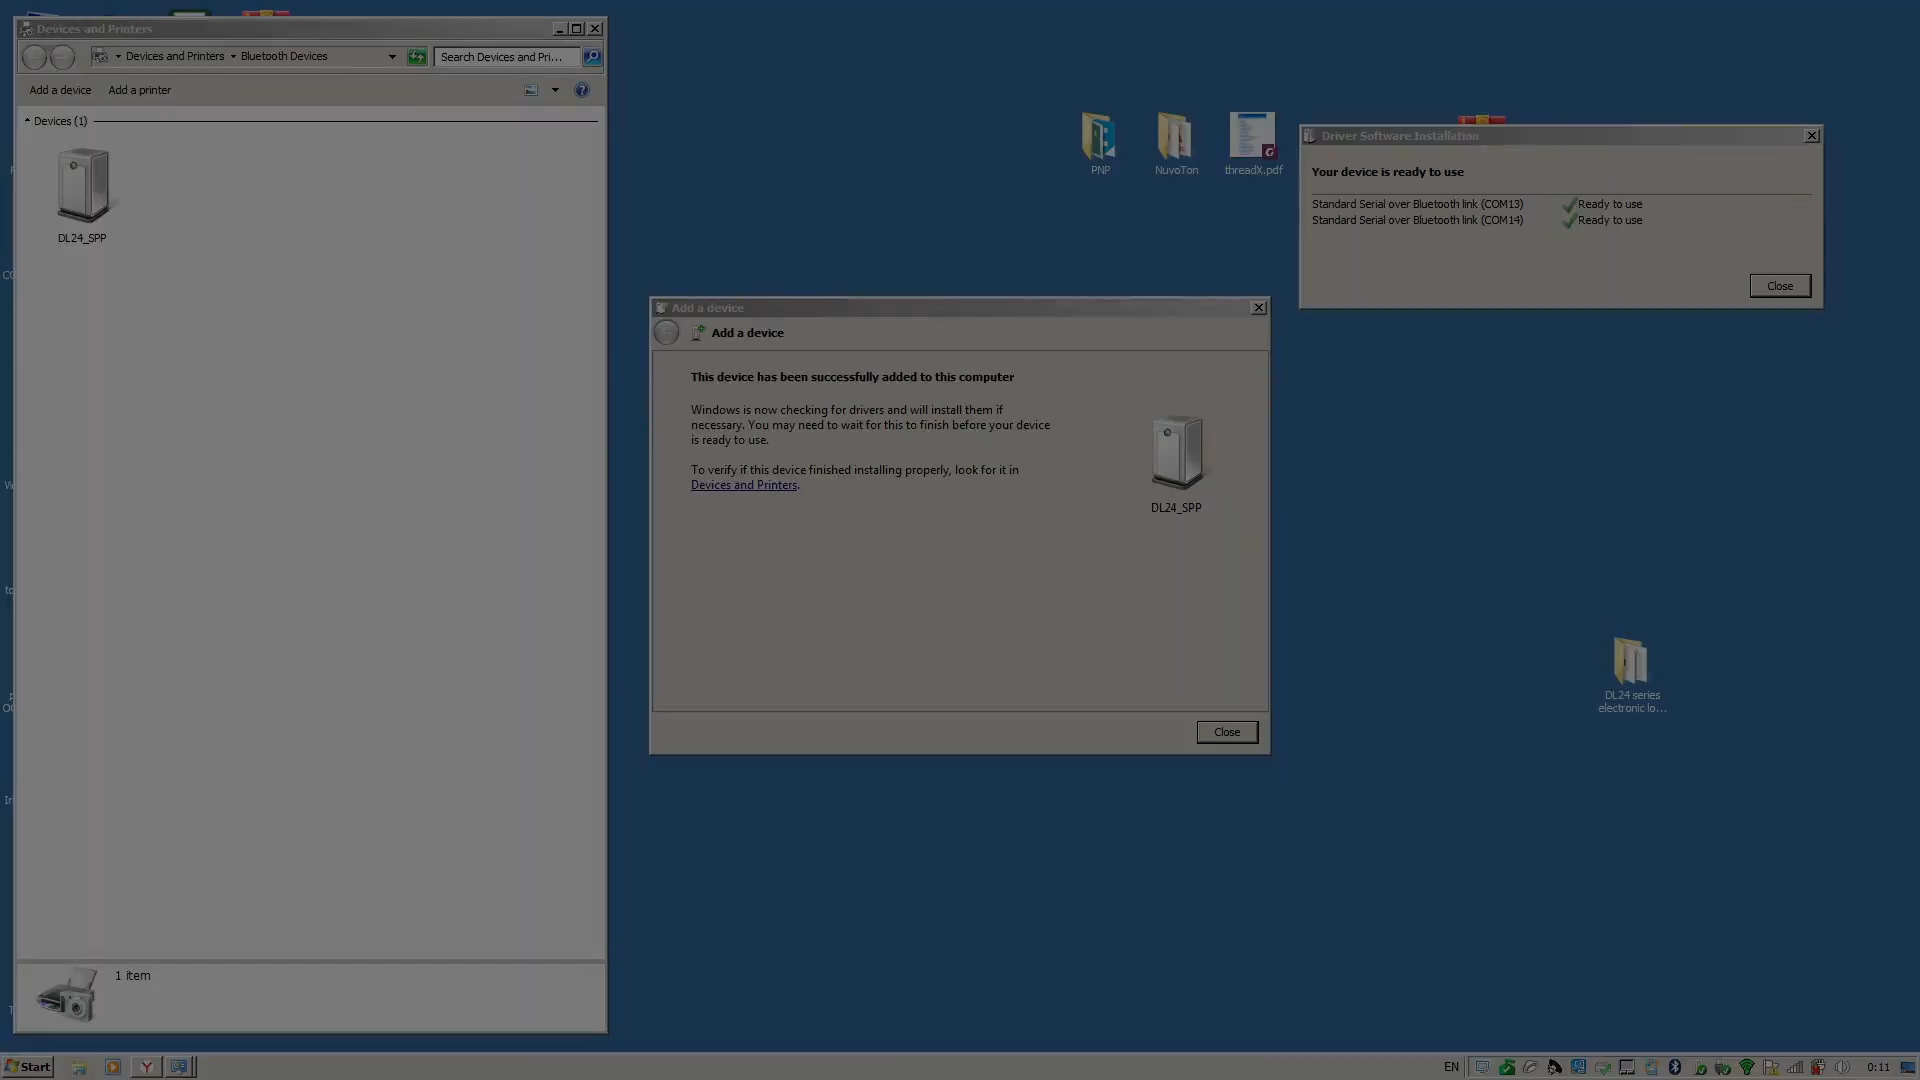 Devices and Printers
Devices and Printers
Bluetooth Devices
Search Devices and Pri...
Add a device
Add a printer
Devices (1)
DL24_SPP
1 item
PNP
NuvoTon
threadX.pdf
Driver Software Installation
Your device is ready to use
Standard Serial over Bluetooth link (COM13)
Ready to use
Standard Serial over Bluetooth link (COM14)
Ready to use
Close
Add a device
Add a device
This device has been successfully added to this computer
Windows is now checking for drivers and will install them if
necessary. You may need to wait for this to finish before your device
is ready to use.
To verify if this device finished installing properly, look for it in
Devices and Printers.
DL24_SPP
Close
DL24 series
electronic lo...
Start
EN
0:11